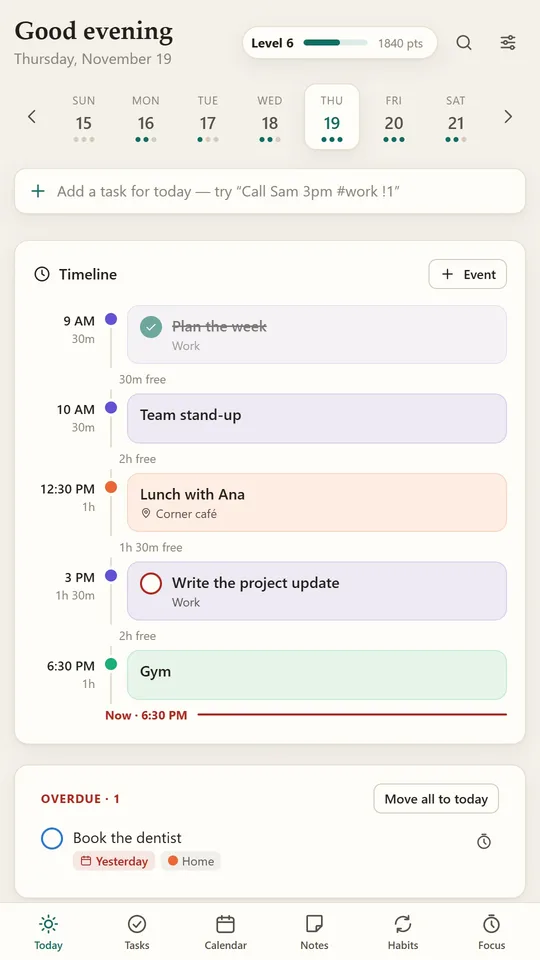 Good evening
Thursday, November 19
Level 6
1840 pts
SUN MON TUE WED THU FRI SAT
15 16 17 18 19 20 21
Add a task for today — try “Call Sam 3pm #work !1”
Timeline
Event
9 AM
30m
Plan the week
Work
30m free
10 AM
30m
Team stand-up
2h free
12:30 PM
1h
Lunch with Ana
Corner café
1h 30m free
3 PM
1h 30m
Write the project update
Work
2h free
6:30 PM
1h
Gym
Now · 6:30 PM
OVERDUE · 1
Move all to today
Book the dentist
Yesterday
Home
Today
Tasks
Calendar
Notes
Habits
Focus